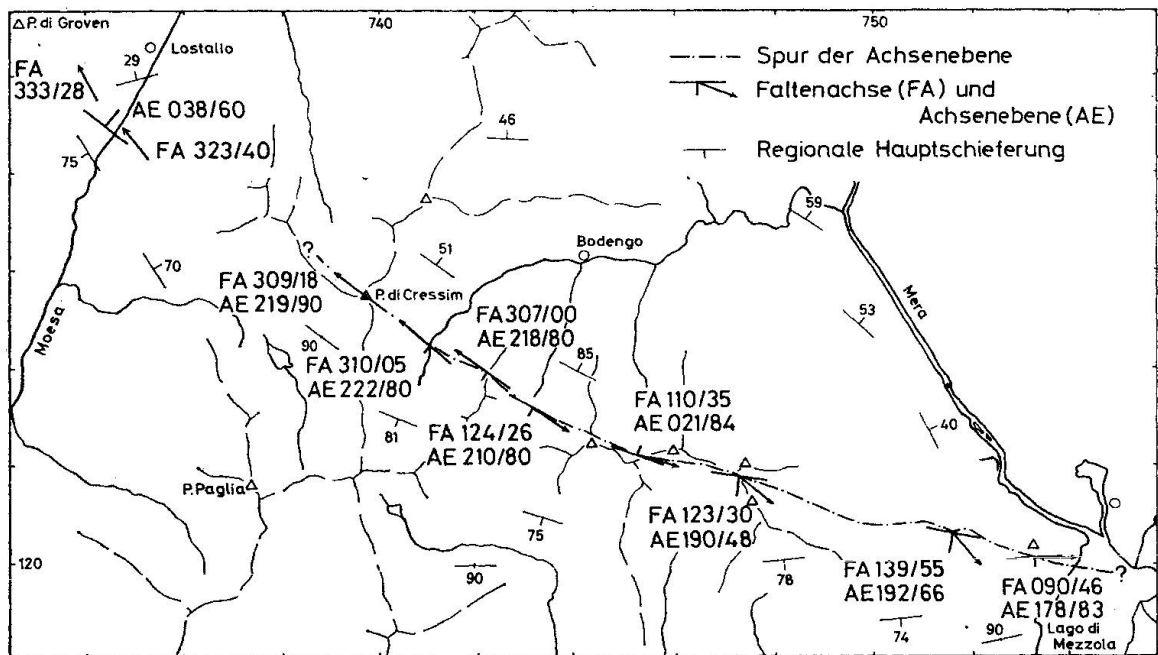 P. di Groven
740
750
Lostallo
29
FA
333/28
AE 038/60
75
FA 323/40
Spur der Achsenebene
Faltenachse (FA) und
Achsenebene (AE)
Regionale Hauptschieferung
46
59
Bodengo
51
70
?
FA 309/18
AE 219/90
P. di Cressim
Mera
53
Moesa
FA 307/00
AE 218/80
90
85
FA 310/05
AE 222/80
FA 110/35
AE 021/84
40
81
FA 124/26
AE 210/80
P. Paglia
FA 123/30
AE 190/48
75
120
90
78
FA 139/55
AE 192/66
?
FA 090/46
AE 178/83
74
90
Lago di
Mezzola